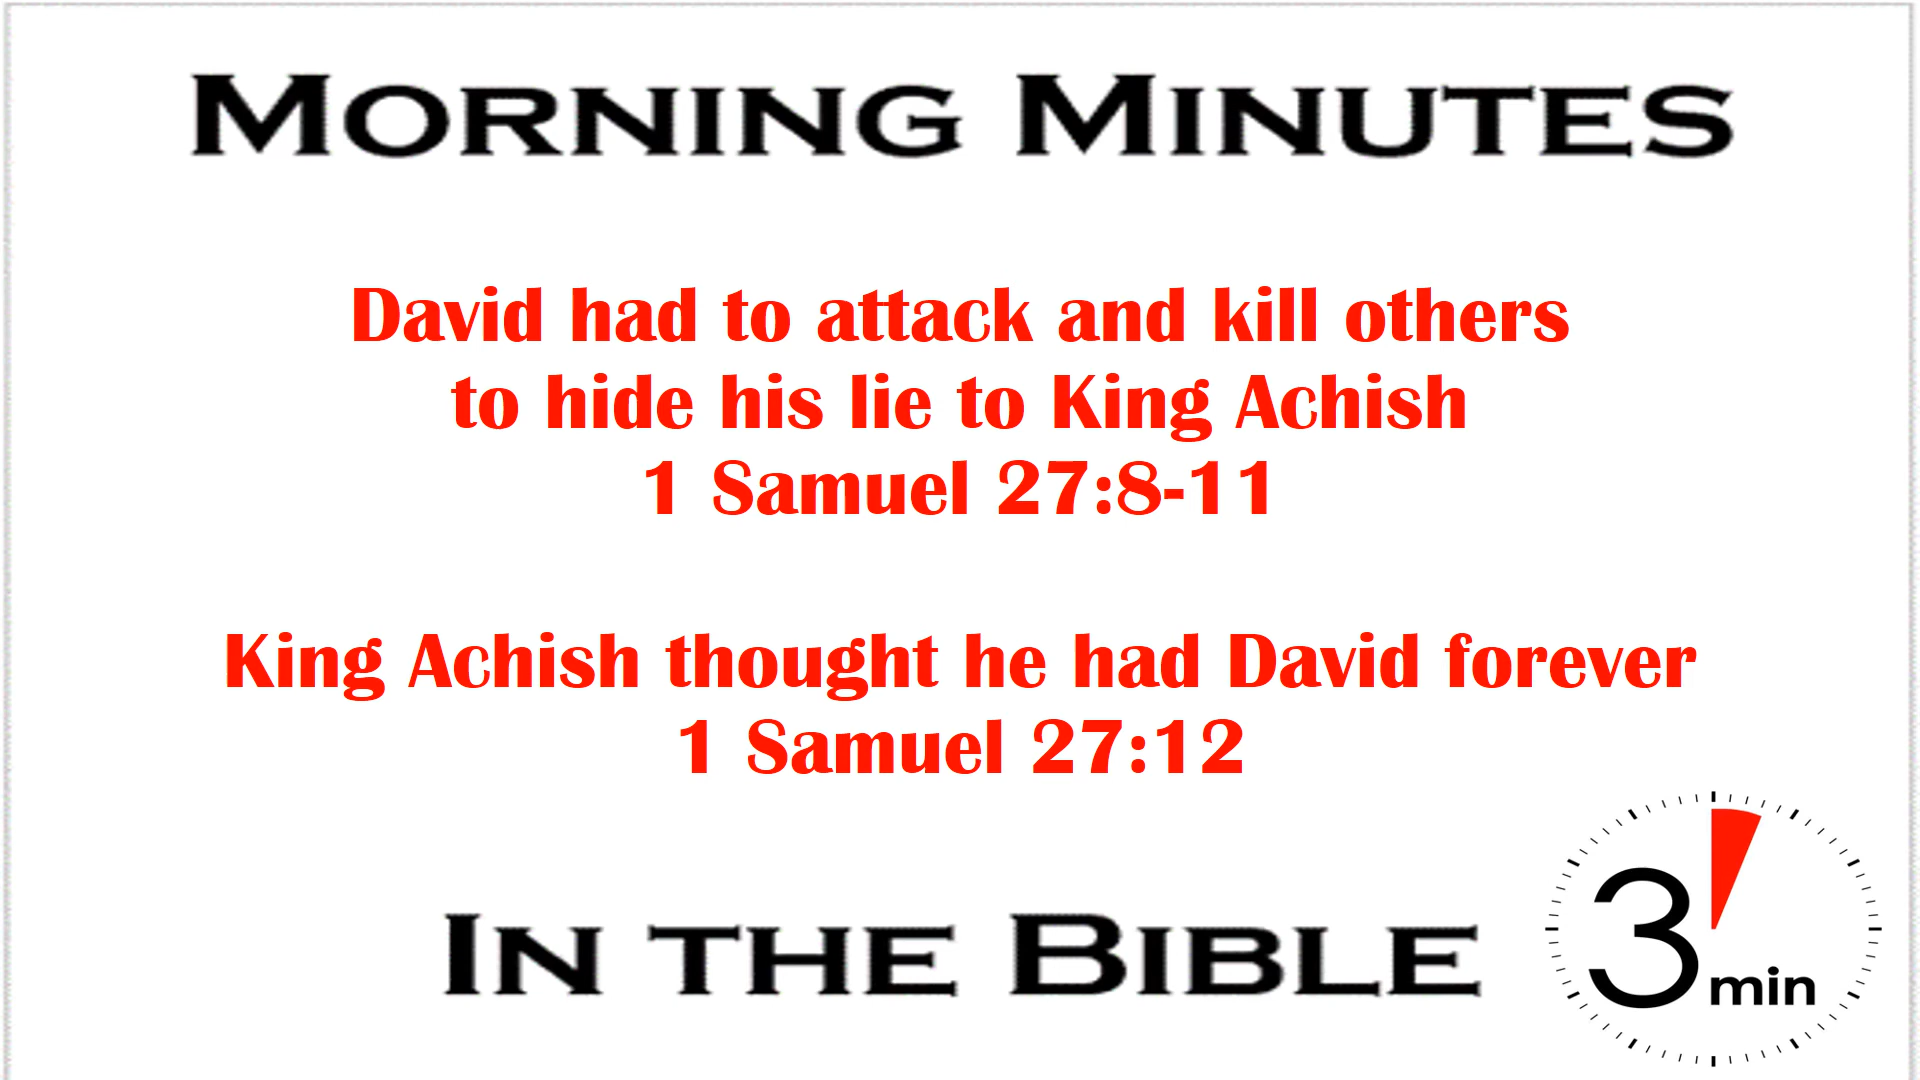 MORNING MINUTES
David had to attack and kill others
to hide his lie to King Achish
1 Samuel 27:8-11
King Achish thought he had David forever
1 Samuel 27:12
IN THE BIBLE
3 min